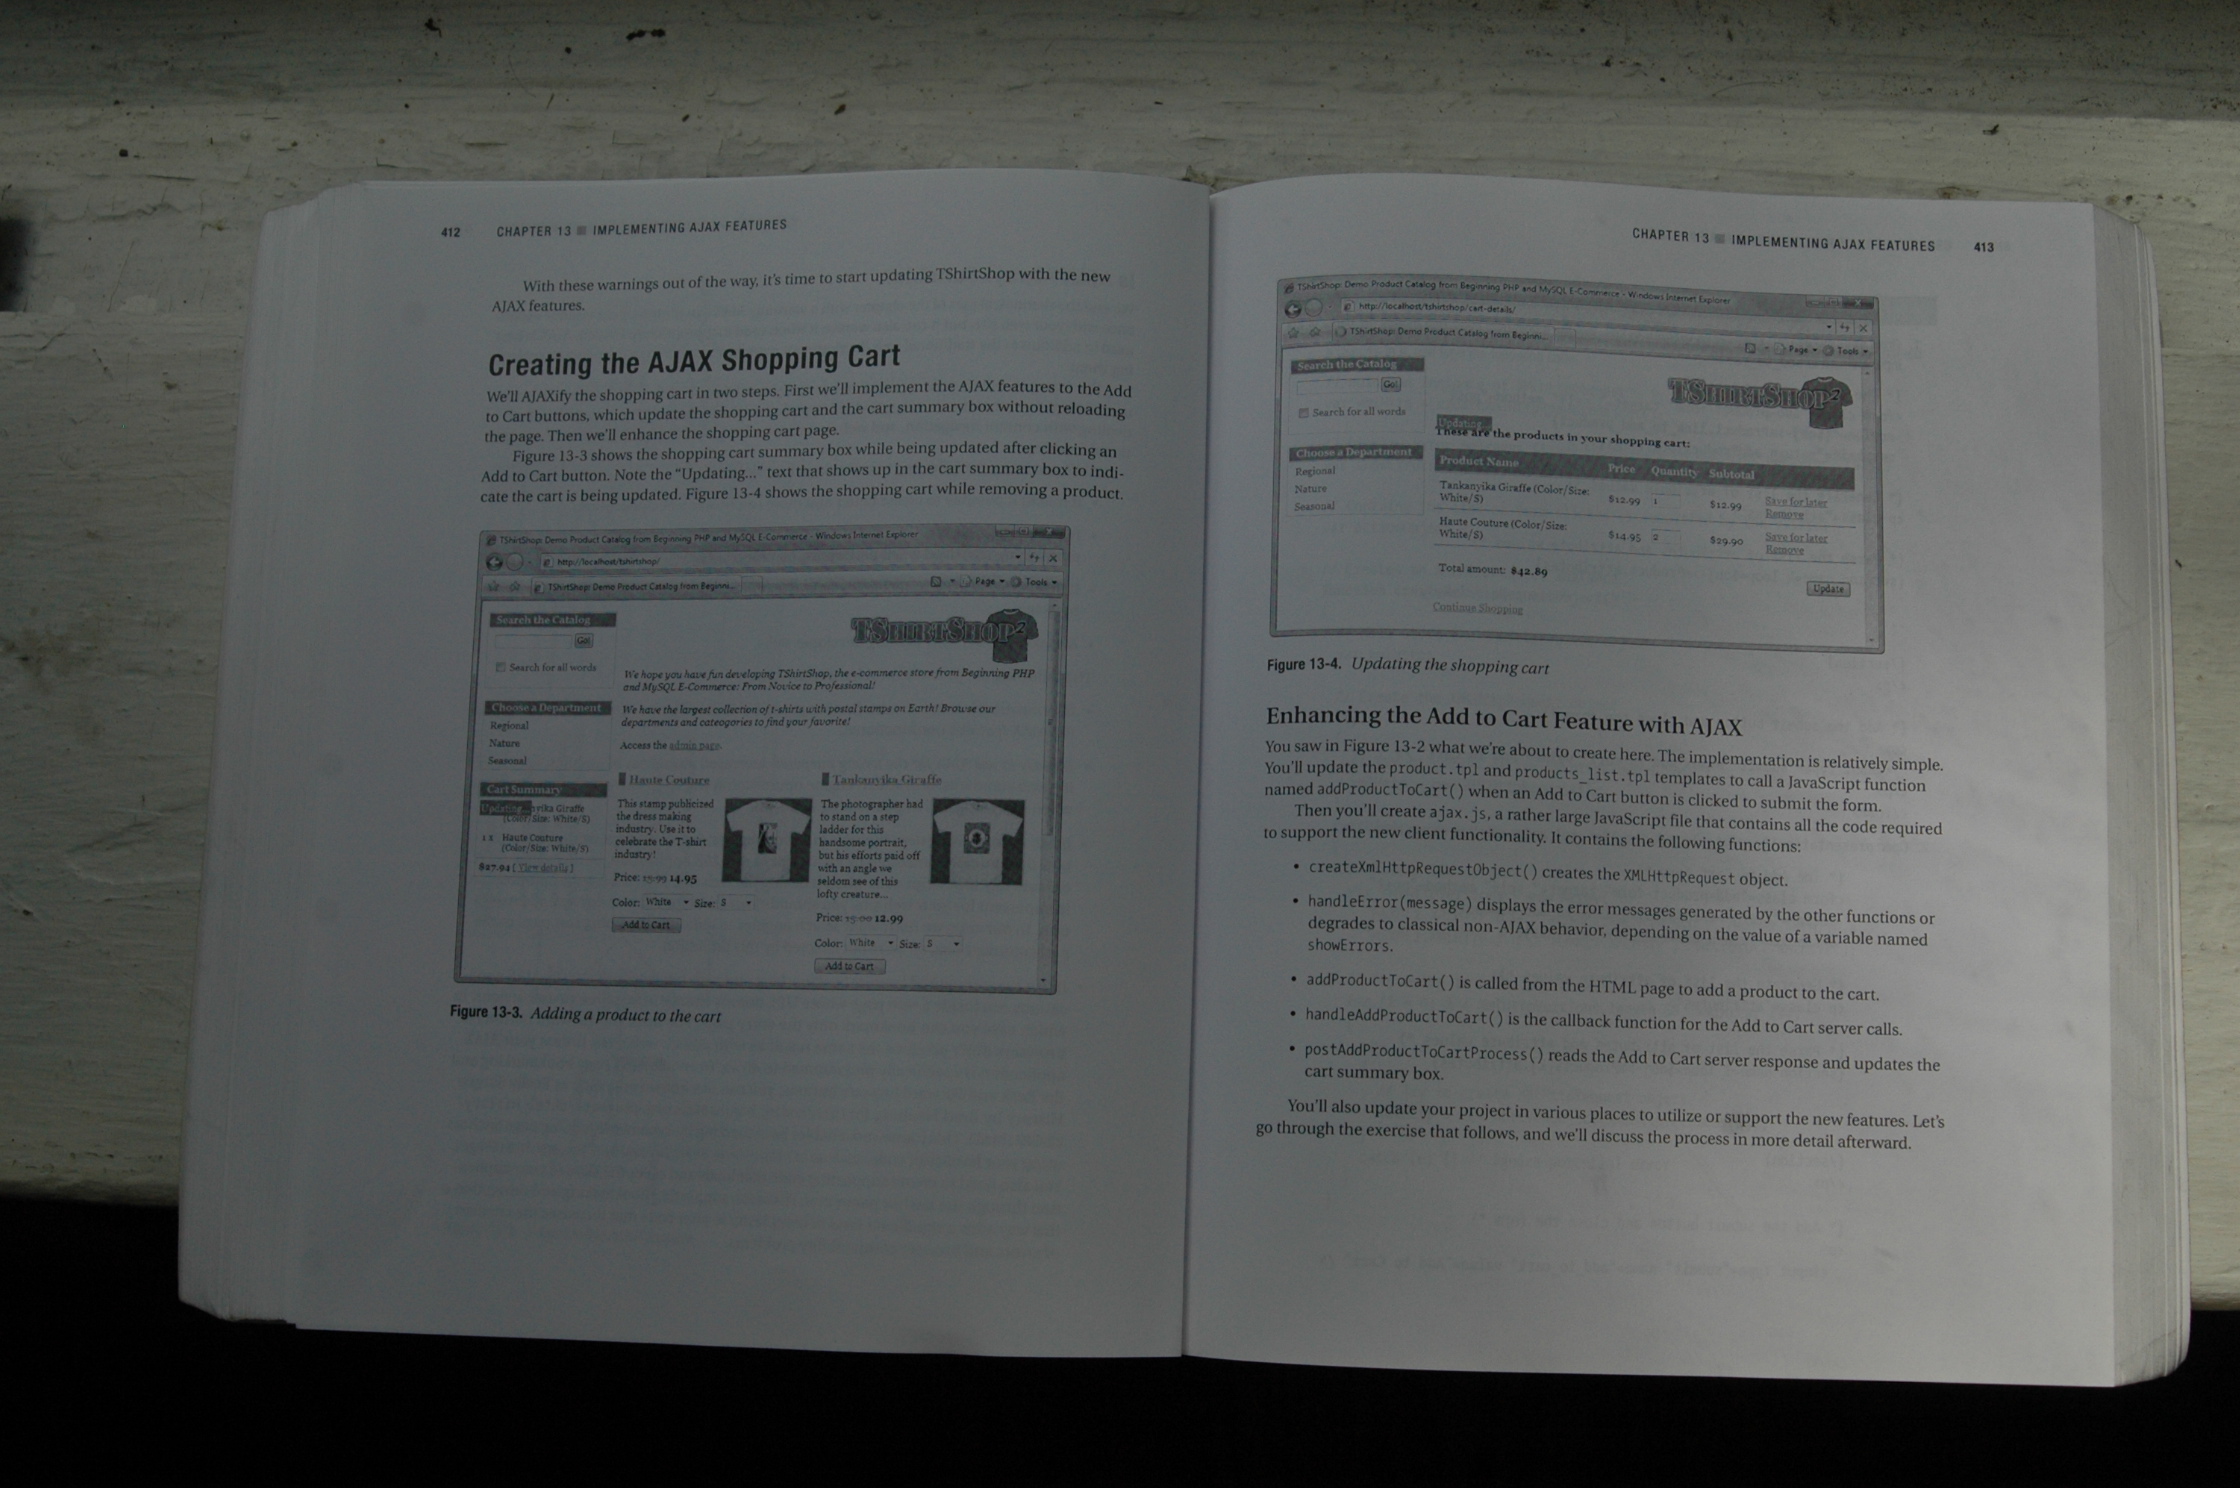 412 CHAPTER 13 ■ IMPLEMENTING AJAX FEATURES
With these warnings out of the way, it's time to start updating TShirtShop with the new
AJAX features.
Creating the AJAX Shopping Cart
We'll AJAXify the shopping cart in two steps. First we'll implement the AJAX features to the Add
to Cart buttons, which update the shopping cart and the cart summary box without reloading
the page. Then we'll enhance the shopping cart page.
Figure 13-3 shows the shopping cart summary box while being updated after clicking an
Add to Cart button. Note the “Updating...” text that shows up in the cart summary box to indi-
cate the cart is being updated. Figure 13-4 shows the shopping cart while removing a product.
TShirtShop: Demo Product Catalog from Beginning PHP and MySQL E-Commerce - Windows Internet Explorer
http://localhost/tshirtshop/
TShirtShop: Demo Product Catalog from Beginni... Page Tools
Search the Catalog
Go!
Search for all words
Choose a Department
Regional
Nature
Seasonal
Cart Summary
Updating... yika Giraffe
(Color/Size: White/S)
1 x Haute Couture
(Color/Size: White/S)
$27.94 [ View details ]
TSHIRTSHOP²
We hope you have fun developing TShirtShop, the e-commerce store from Beginning PHP
and MySQL E-Commerce: From Novice to Professional!
We have the largest collection of t-shirts with postal stamps on Earth! Browse our
departments and cateogories to find your favorite!
Access the admin page.
Haute Couture
This stamp publicized
the dress making
industry. Use it to
celebrate the T-shirt
industry!
Price: 15.99 14.95
Color: White Size: S
Add to Cart
Tankanyika Giraffe
The photographer had
to stand on a step
ladder for this
handsome portrait,
but his efforts paid off
with an angle we
seldom see of this
lofty creature...
Price: 12.99
Color: White Size: S
Add to Cart
Figure 13-3. Adding a product to the cart
CHAPTER 13 ■ IMPLEMENTING AJAX FEATURES 413
TShirtShop: Demo Product Catalog from Beginning PHP and MySQL E-Commerce - Windows Internet Explorer
http://localhost/tshirtshop/cart-details/
TShirtShop: Demo Product Catalog from Beginni...
Page Tools
Search the Catalog
Go!
Search for all words
Choose a Department
Regional
Nature
Seasonal
TSHIRTSHOP²
Updating...
These are the products in your shopping cart:
Product Name Price Quantity Subtotal
Tankanyika Giraffe (Color/Size:
White/S) $12.99 1 $12.99 Save for later
Remove
Haute Couture (Color/Size:
White/S) $14.95 2 $29.90 Save for later
Remove
Total amount: $42.89
Update
Continue Shopping
Figure 13-4. Updating the shopping cart
Enhancing the Add to Cart Feature with AJAX
You saw in Figure 13-2 what we're about to create here. The implementation is relatively simple.
You'll update the product.tpl and products_list.tpl templates to call a JavaScript function
named addProductToCart() when an Add to Cart button is clicked to submit the form.
Then you'll create ajax.js, a rather large JavaScript file that contains all the code required
to support the new client functionality. It contains the following functions:
• createXmlHttpRequestObject() creates the XMLHttpRequest object.
• handleError(message) displays the error messages generated by the other functions or
degrades to classical non-AJAX behavior, depending on the value of a variable named
showErrors.
• addProductToCart() is called from the HTML page to add a product to the cart.
• handleAddProductToCart() is the callback function for the Add to Cart server calls.
• postAddProductToCartProcess() reads the Add to Cart server response and updates the
cart summary box.
You'll also update your project in various places to utilize or support the new features. Let's
go through the exercise that follows, and we'll discuss the process in more detail afterward.